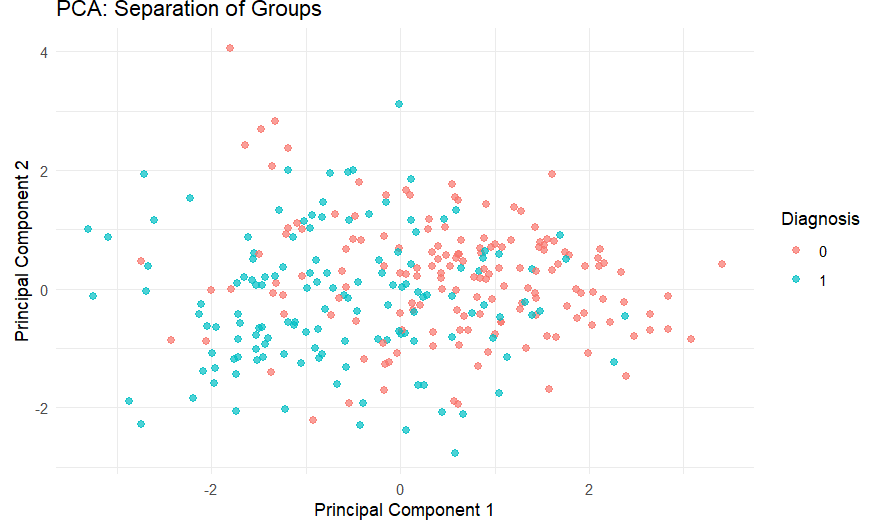 PCA: Separation of Groups
4
2
0
-2
Principal Component 2
-2
0
2
Principal Component 1
Diagnosis
0
1